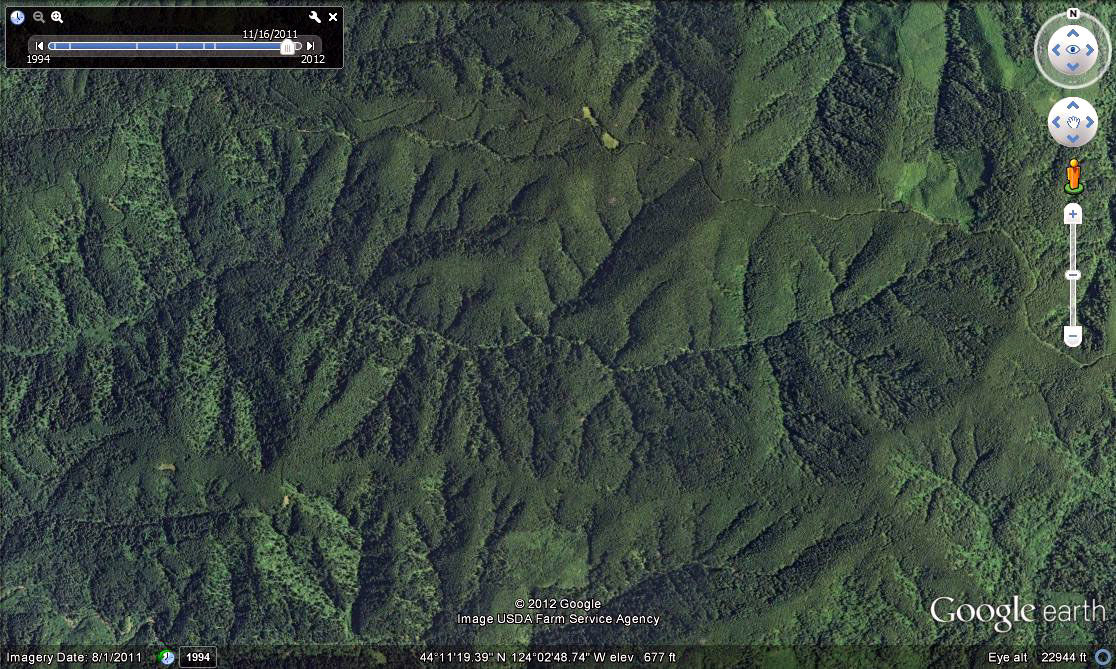 11/16/2011
1994
2012
N
© 2012 Google
Image USDA Farm Service Agency
Google earth
Imagery Date: 8/1/2011
1994
44°11'19.39" N 124°02'48.74" W elev 677 ft
Eye alt 22944 ft